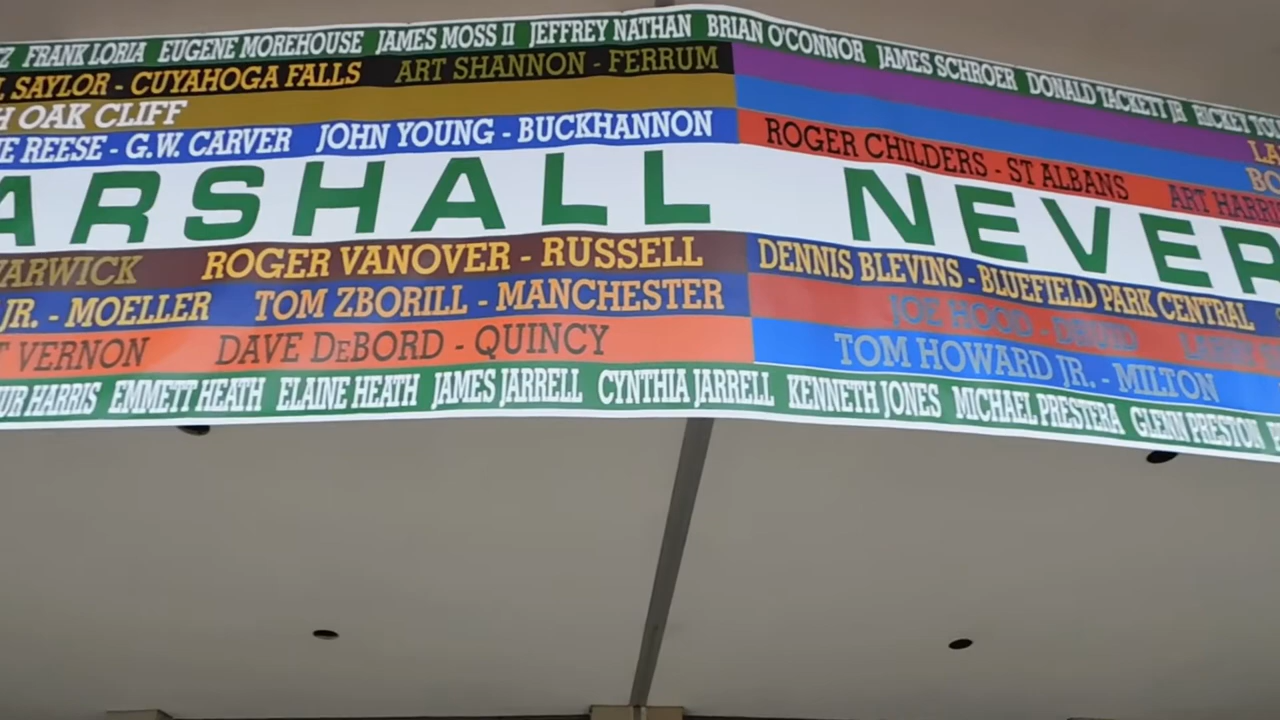 FRANK LORIA EUGENE MOREHOUSE JAMES MOSS II JEFFREY NATHAN BRIAN O'CONNOR JAMES SCHROER DONALD TACKETT JR RICKEY
SAYLOR - CUYAHOGA FALLS ART SHANNON - FERRUM
OAK CLIFF
REESE - G.W. CARVER JOHN YOUNG - BUCKHANNON ROGER CHILDERS - ST ALBANS ART
ARSHALL NEVER
WARWICK ROGER VANOVER - RUSSELL DENNIS BLEVINS - BLUEFIELD PARK CENTRAL
JR. - MOELLER TOM ZBORILL - MANCHESTER JOE HOOD - DRUID
VERNON DAVE DEBORD - QUINCY TOM HOWARD JR. - MILTON
HARRIS EMMETT HEATH ELAINE HEATH JAMES JARRELL CYNTHIA JARRELL KENNETH JONES MICHAEL PRESTERA GLENN PRESTON